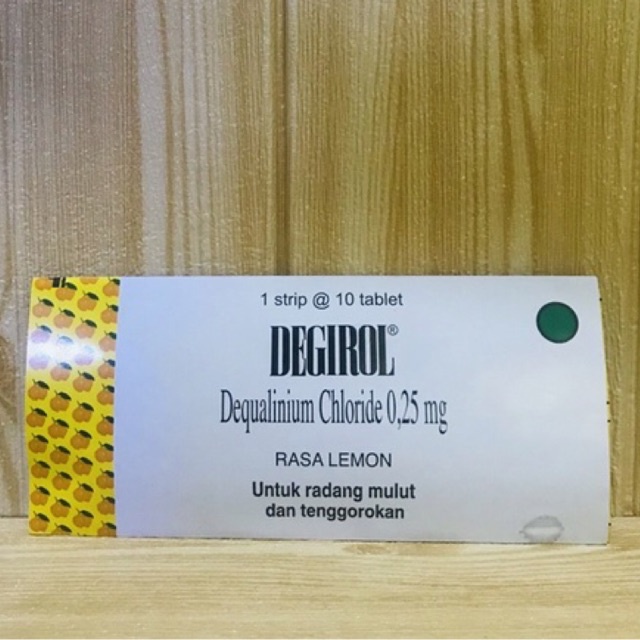 1 strip @ 10 tablet
DEGIROL®
Dequalinium Chloride 0,25 mg
RASA LEMON
Untuk radang mulut
dan tenggorokan